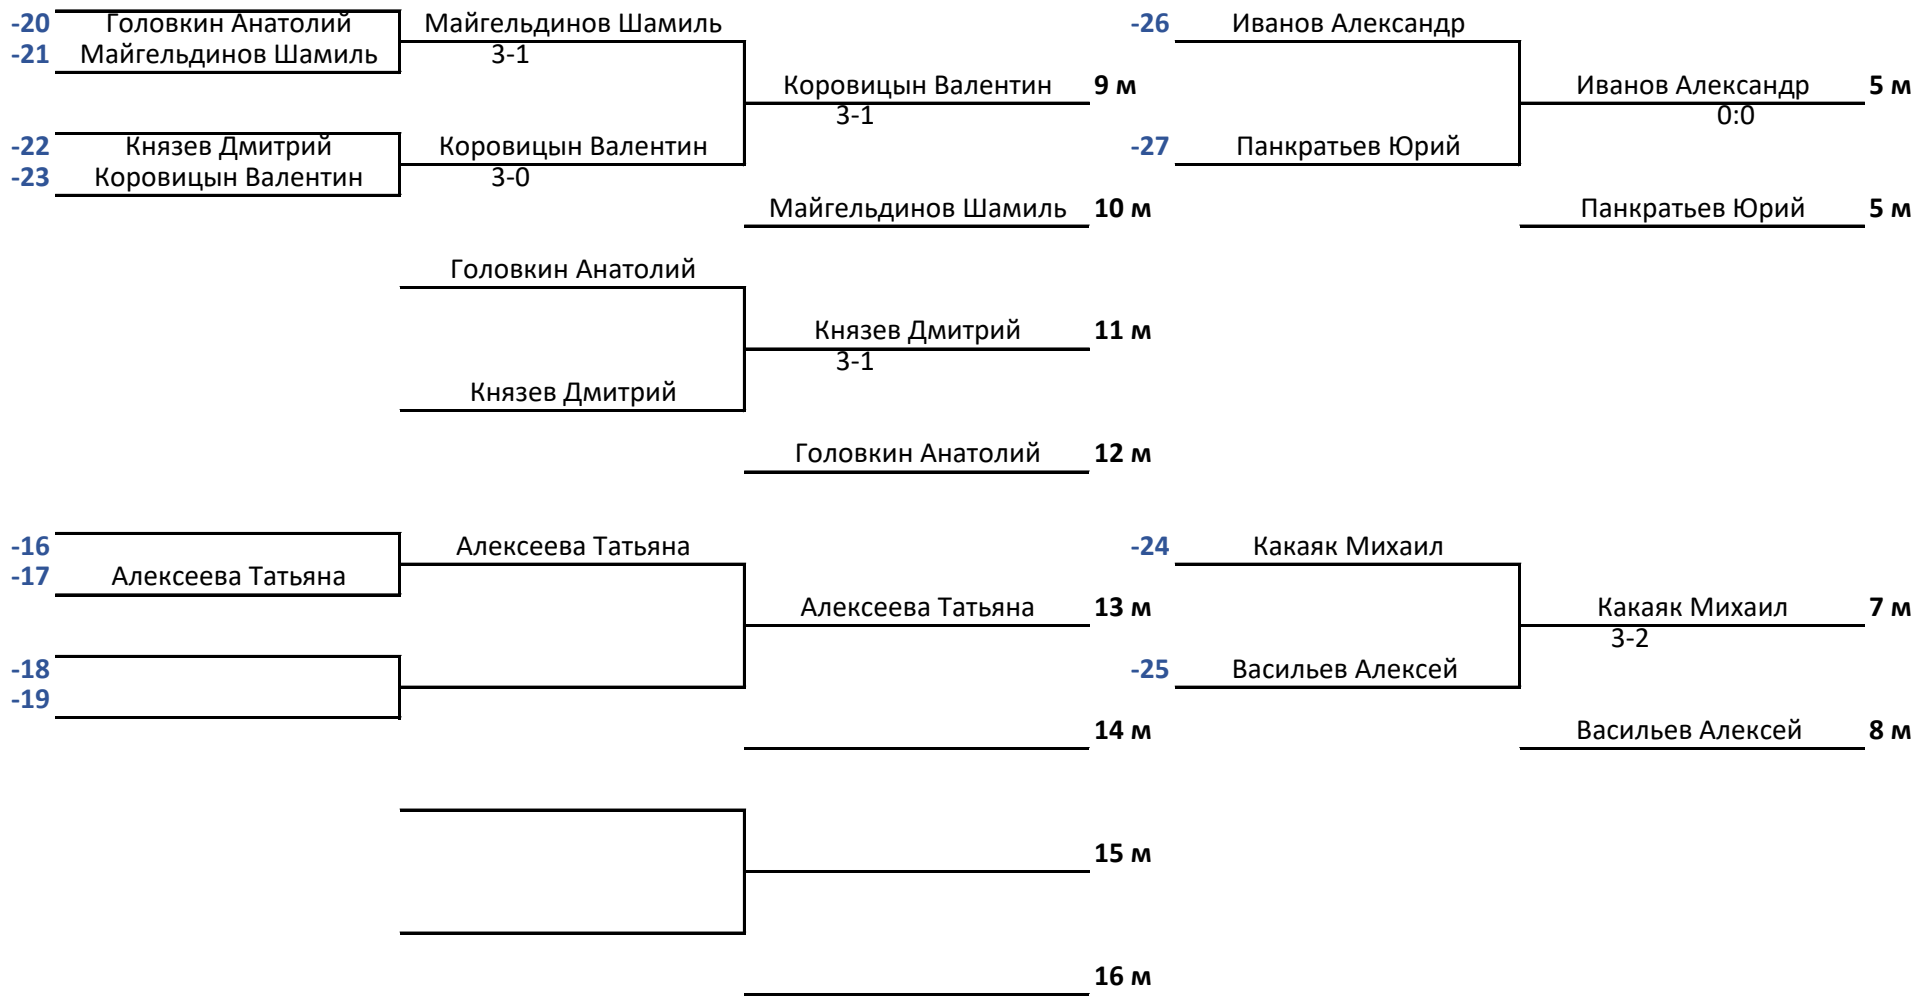 -20 Головкин Анатолий Майгельдинов Шамиль -26 Иванов Александр
-21 Майгельдинов Шамиль 3-1
Коровицын Валентин 9 м Иванов Александр 5 м
3-1 0:0
-22 Князев Дмитрий Коровицын Валентин -27 Панкратьев Юрий
-23 Коровицын Валентин 3-0
Майгельдинов Шамиль 10 м Панкратьев Юрий 5 м
Головкин Анатолий
Князев Дмитрий 11 м
3-1
Князев Дмитрий
Головкин Анатолий 12 м
-16 Алексеева Татьяна -24 Какаяк Михаил
-17 Алексеева Татьяна
Алексеева Татьяна 13 м Какаяк Михаил 7 м
3-2
-18 -25 Васильев Алексей
-19
14 м Васильев Алексей 8 м
15 м
16 м